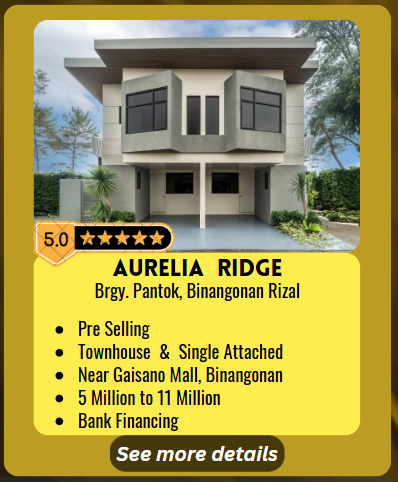 5.0
AURELIA RIDGE
Brgy. Pantok, Binangonan Rizal
• Pre Selling
• Townhouse & Single Attached
• Near Gaisano Mall, Binangonan
• 5 Million to 11 Million
• Bank Financing
See more details